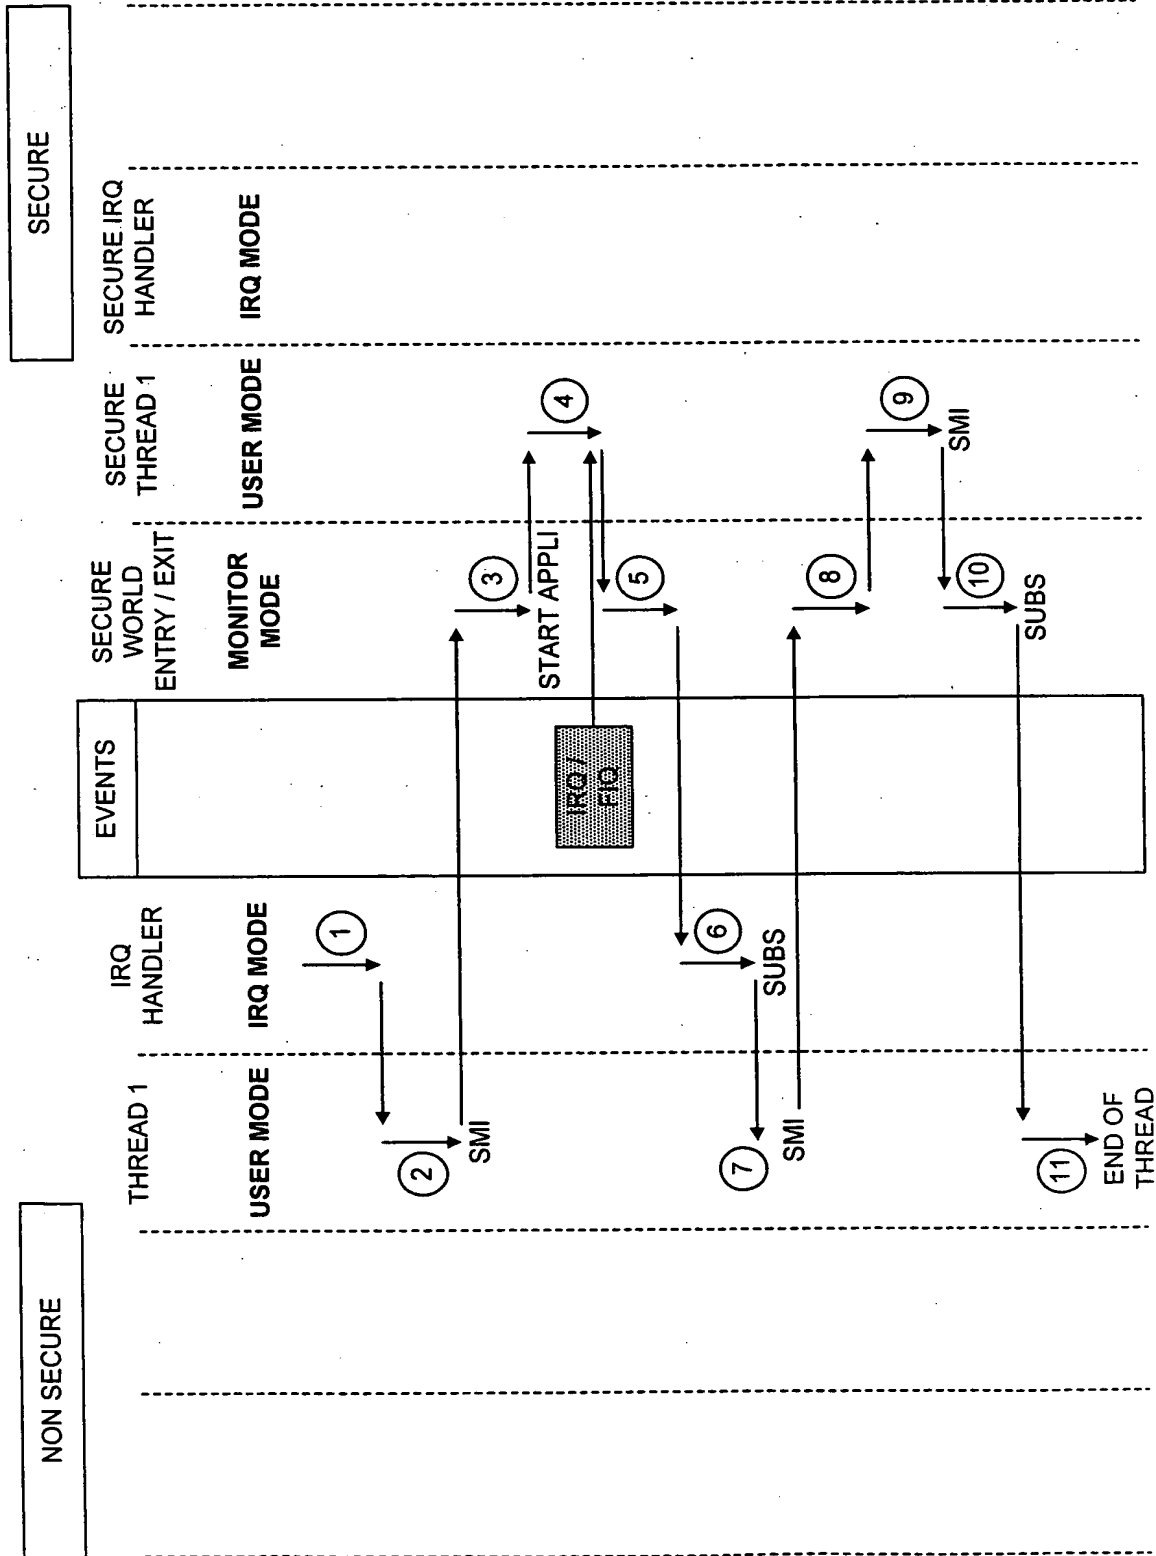 NON SECURE
SECURE
THREAD 1
USER MODE
IRQ
HANDLER
IRQ MODE
EVENTS
SECURE
WORLD
ENTRY / EXIT
MONITOR
MODE
SECURE
THREAD 1
USER MODE
SECURE IRQ
HANDLER
IRQ MODE
1
2
SMI
3
START APPLI
4
IRQ /
FIQ
5
6
SUBS
7
SMI
8
9
SMI
10
SUBS
11
END OF
THREAD